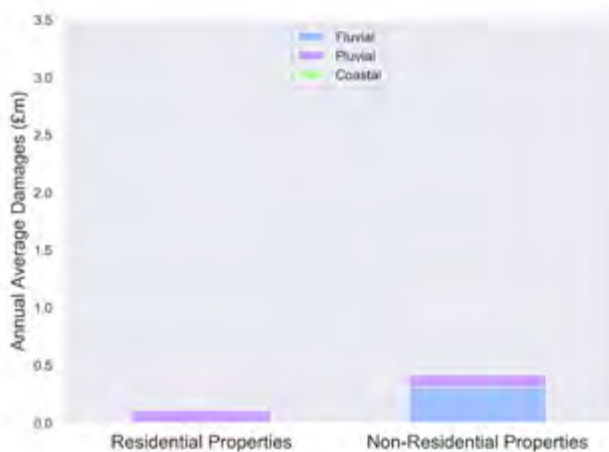 3.5
3.0
2.5
2.0
1.5
1.0
0.5
0.0
Annual Average Damages (£m)
Fluvial
Pluvial
Coastal
Residential Properties
Non-Residential Properties